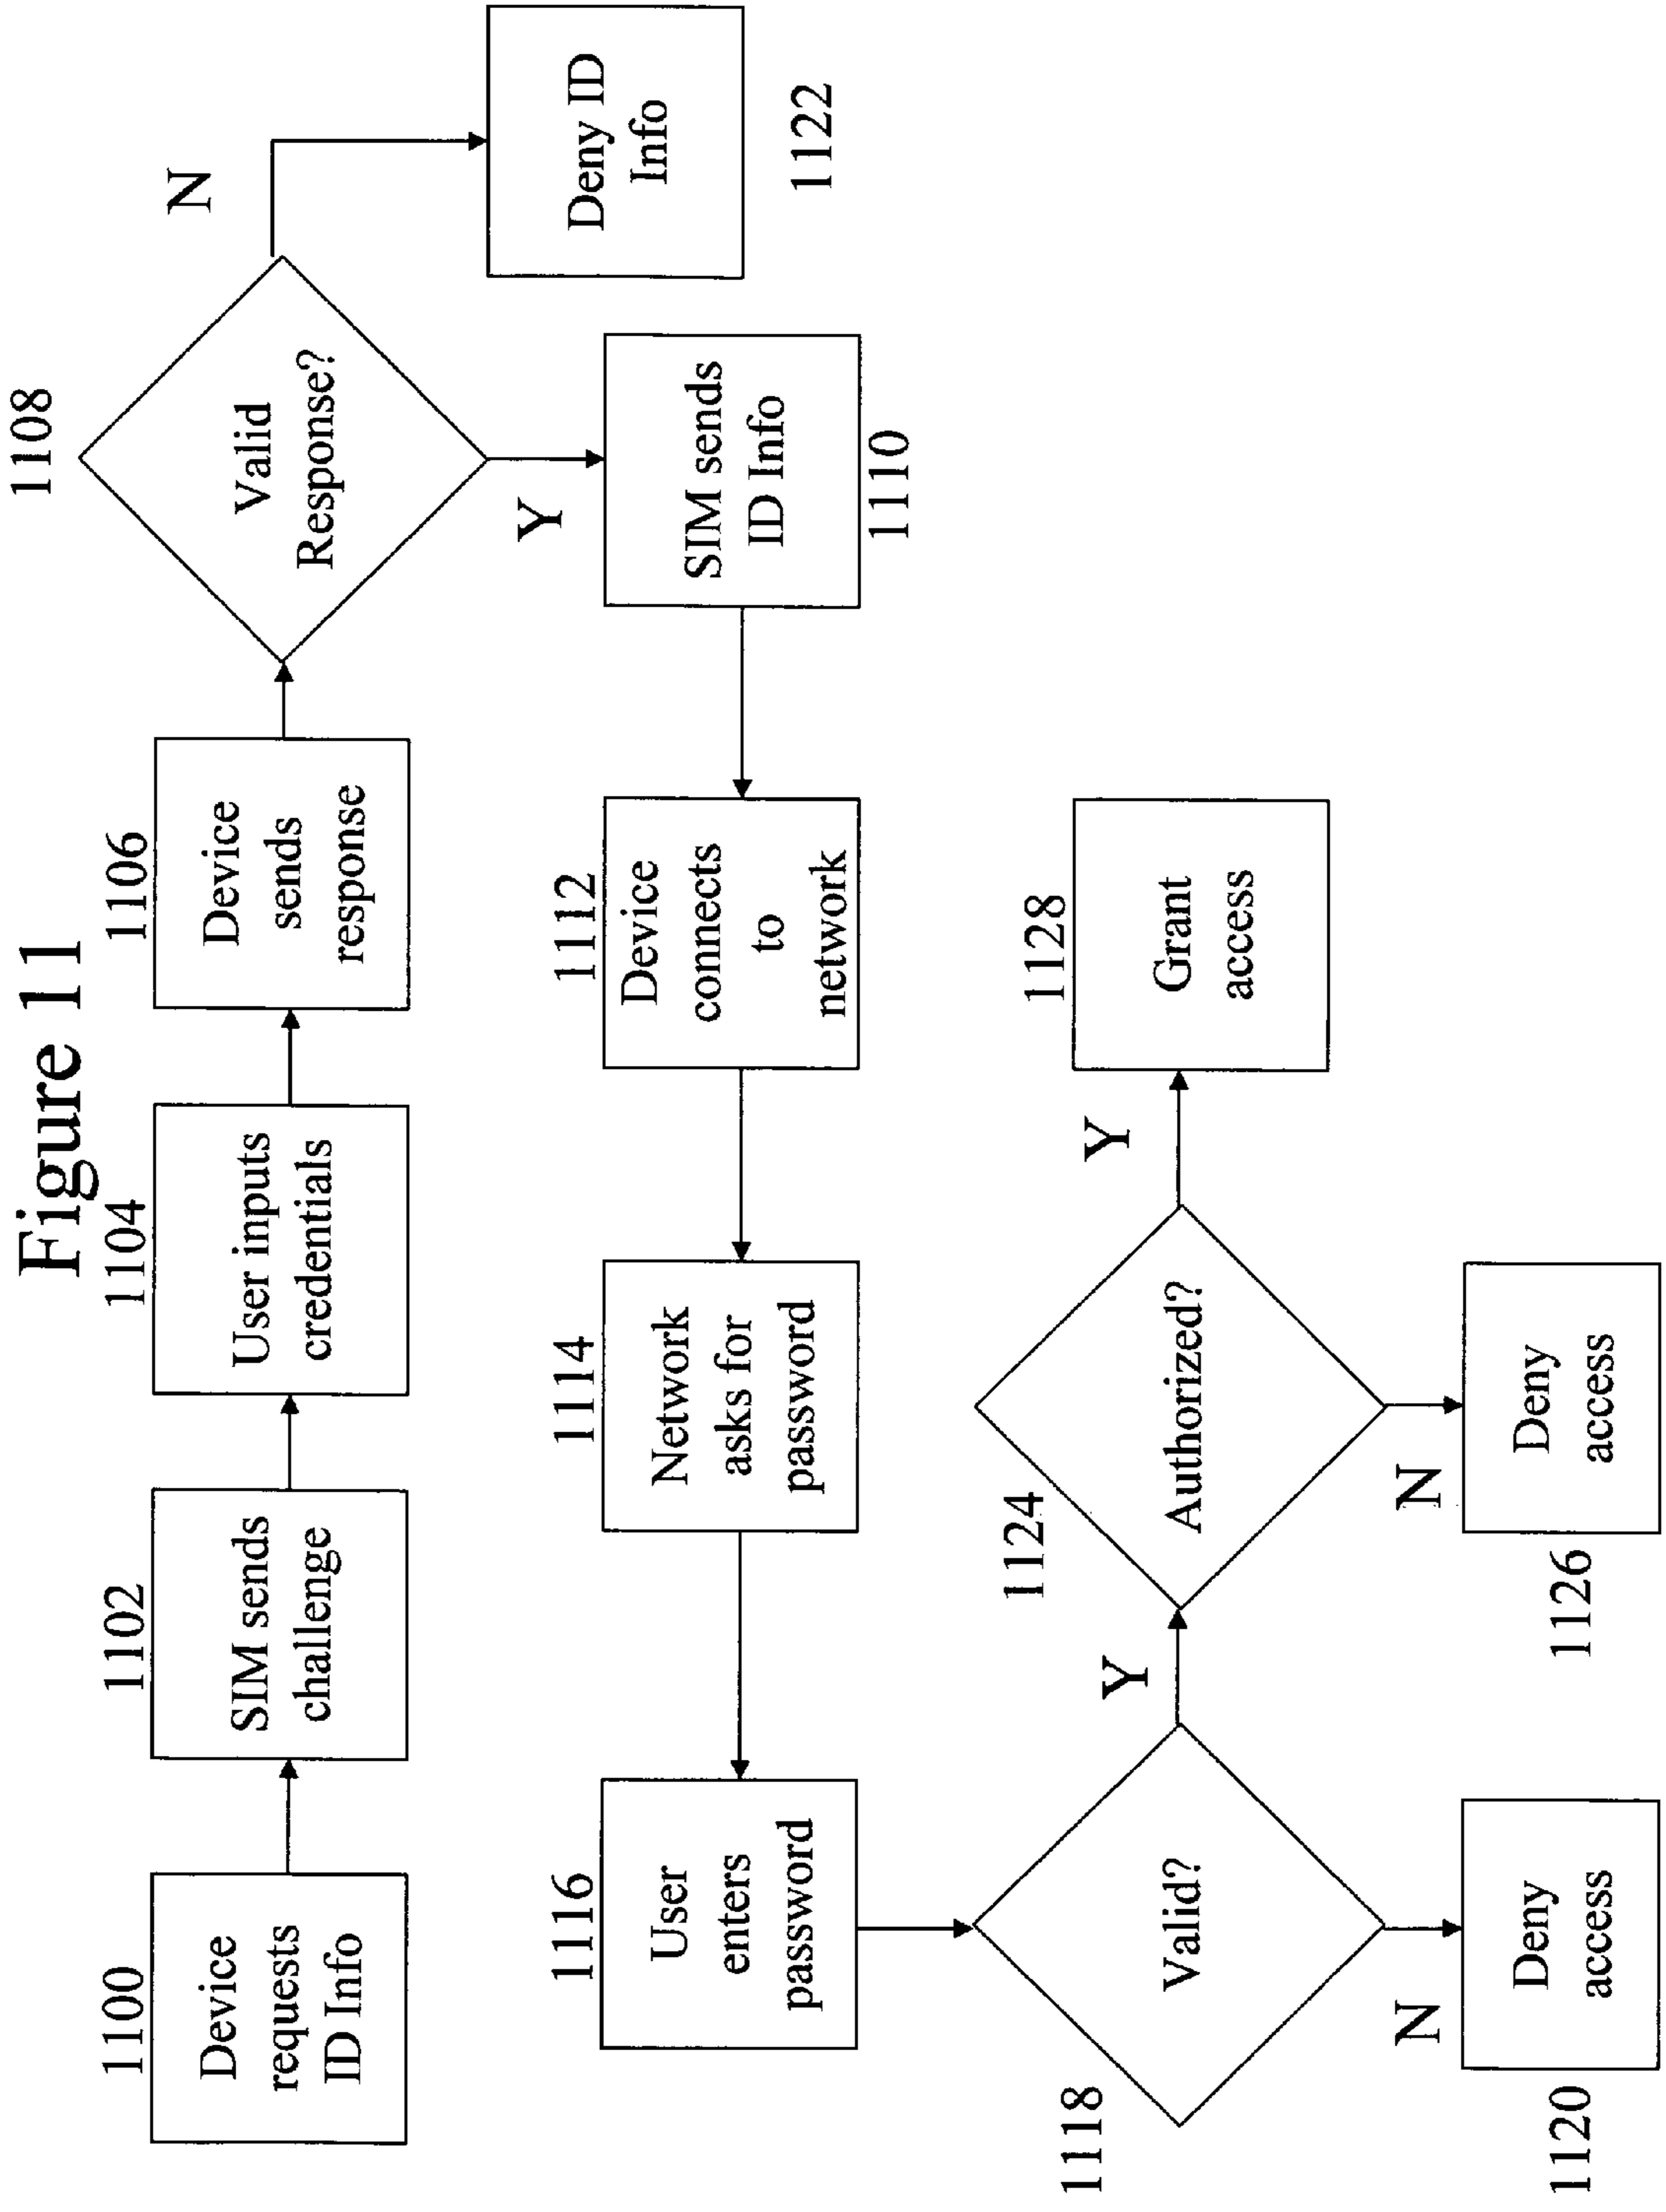 Figure 11
1100
Device
requests
ID Info
1102
SIM sends
challenge
1104
User inputs
credentials
1106
Device
sends
response
1108
Valid
Response?
N
Deny ID
Info
1122
Y
SIM sends
ID Info
1110
1112
Device
connects
to
network
1114
Network
asks for
password
1116
User
enters
password
1118
Valid?
N
Deny
access
1120
Y
1124
Authorized?
N
Deny
access
1126
Y
1128
Grant
access